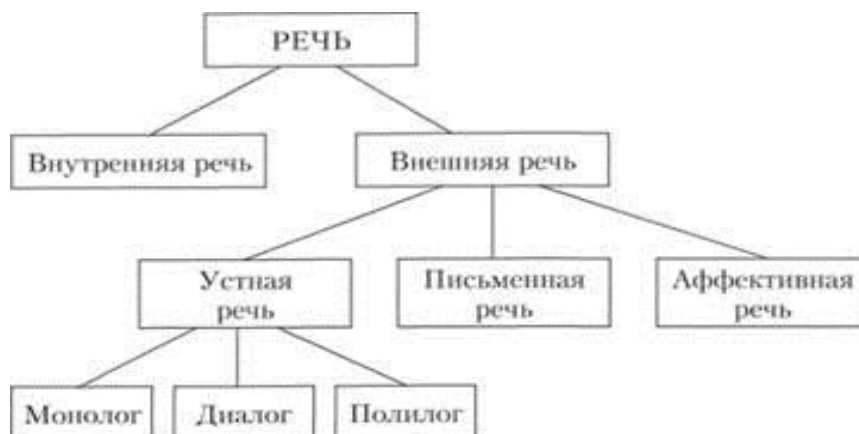 РЕЧЬ
Внутренняя речь
Внешняя речь
Устная
речь
Письменная
речь
Аффективная
речь
Монолог
Диалог
Полилог